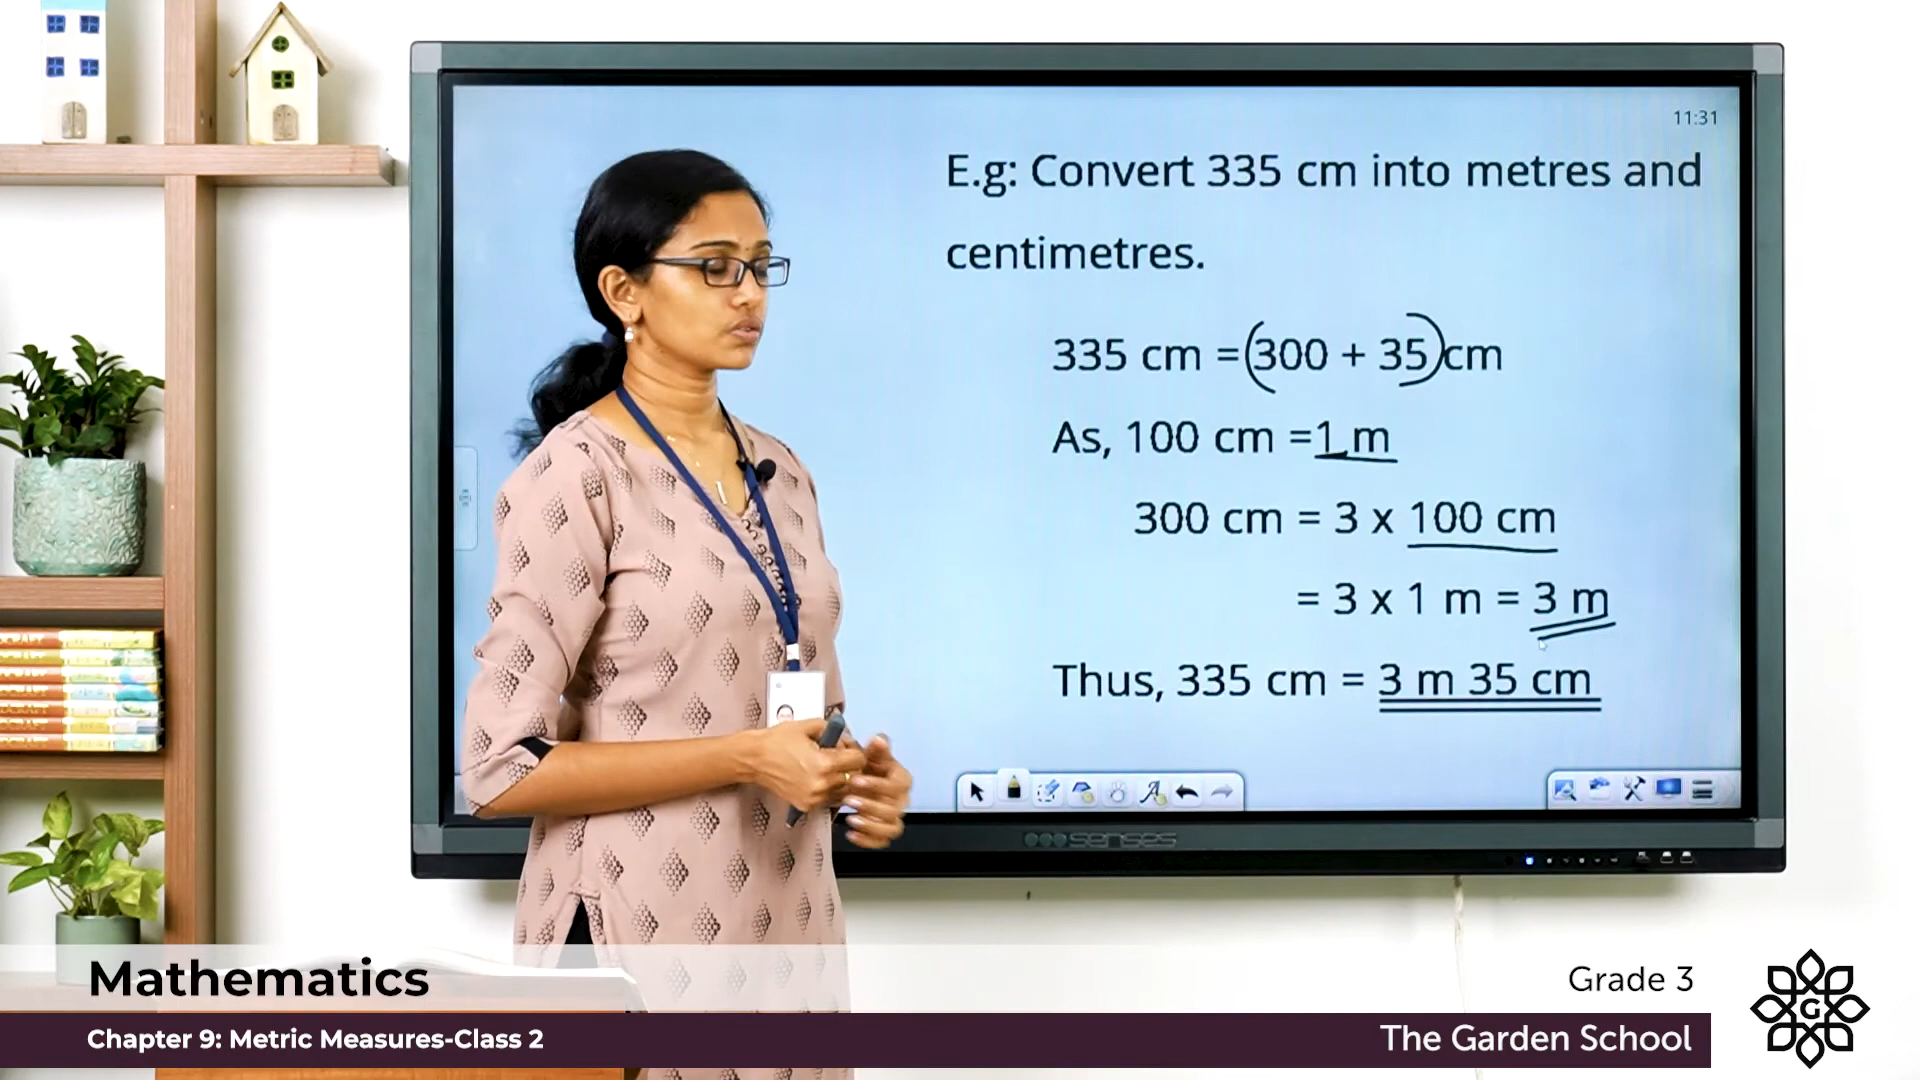 11:31
E.g: Convert 335 cm into metres and
centimetres.
335 cm =(300 + 35)cm
As, 100 cm =1 m
300 cm = 3 x 100 cm
= 3 x 1 m = 3 m
Thus, 335 cm = 3 m 35 cm
senses
Mathematics
Grade 3
Chapter 9: Metric Measures-Class 2
The Garden School
G